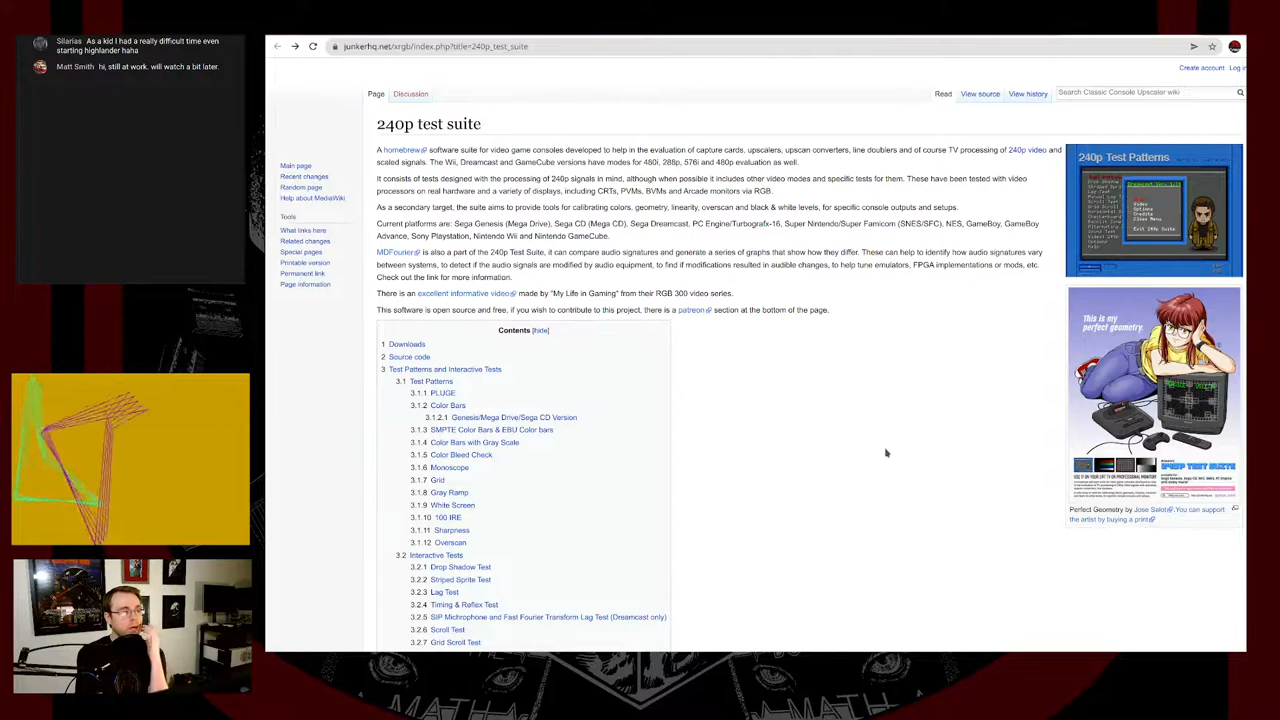 Silarias As a kid I had a really difficult time even
starting highlander haha
Matt Smith hi, still at work. will watch a bit later.
junkerhq.net/xrgb/index.php?title=240p_test_suite
Create account Log in
Page Discussion Read View source View history Search Classic Console Upscaler wiki
240p test suite
Main page
Recent changes
Random page
Help about MediaWiki
Tools
What links here
Related changes
Special pages
Printable version
Permanent link
Page information
A homebrew software suite for video game consoles developed to help in the evaluation of capture cards, upscalers, upscan converters, line doublers and of course TV processing of 240p video and
scaled signals. The Wii, Dreamcast and GameCube versions have modes for 480i, 288p, 576i and 480p evaluation as well.
It consists of tests designed with the processing of 240p signals in mind, although when possible it includes other video modes and specific tests for them. These have been tested with video
processors on real hardware and a variety of displays, including CRTs, PVMs, BVMs and Arcade monitors via RGB.
As a secondary target, the suite aims to provide tools for calibrating colors, geometry, linearity, overscan and black & white levels, for specific console outputs and setups.
Current platforms are: Sega Genesis (Mega Drive), Sega CD (Mega CD), Sega Dreamcast, PC Engine/Turbografx-16, Super Nintendo/Super Famicom (SNES/SFC), NES, GameBoy, GameBoy
Advance, Sony Playstation, Nintendo Wii and Nintendo GameCube.
MDFourier is also a part of the 240p Test Suite, it can compare audio signatures and generate a series of graphs that show how they differ. These can help to identify how audio signatures vary
between systems, to detect if the audio signals are modified by audio equipment, to find if modifications resulted in audible changes, to help tune emulators, FPGA implementations or mods, etc.
Check out the link for more information.
There is an excellent informative video made by "My Life in Gaming" from their RGB 300 video series.
This software is open source and free, if you wish to contribute to this project, there is a patreon section at the bottom of the page.
Contents [hide]
1 Downloads
2 Source code
3 Test Patterns and Interactive Tests
3.1 Test Patterns
3.1.1 PLUGE
3.1.2 Color Bars
3.1.2.1 Genesis/Mega Drive/Sega CD Version
3.1.3 SMPTE Color Bars & EBU Color bars
3.1.4 Color Bars with Gray Scale
3.1.5 Color Bleed Check
3.1.6 Monoscope
3.1.7 Grid
3.1.8 Gray Ramp
3.1.9 White Screen
3.1.10 100 IRE
3.1.11 Sharpness
3.1.12 Overscan
3.2 Interactive Tests
3.2.1 Drop Shadow Test
3.2.2 Striped Sprite Test
3.2.3 Lag Test
3.2.4 Timing & Reflex Test
3.2.5 SIP Michrophone and Fast Fourier Transform Lag Test (Dreamcast only)
3.2.6 Scroll Test
3.2.7 Grid Scroll Test
240p Test Patterns
Video
Options
Credits
Close Menu
Exit 240p Suite
This is my
perfect geometry.
240P TEST SUITE
Perfect Geometry by Jose Salot. You can support
the artist by buying a print